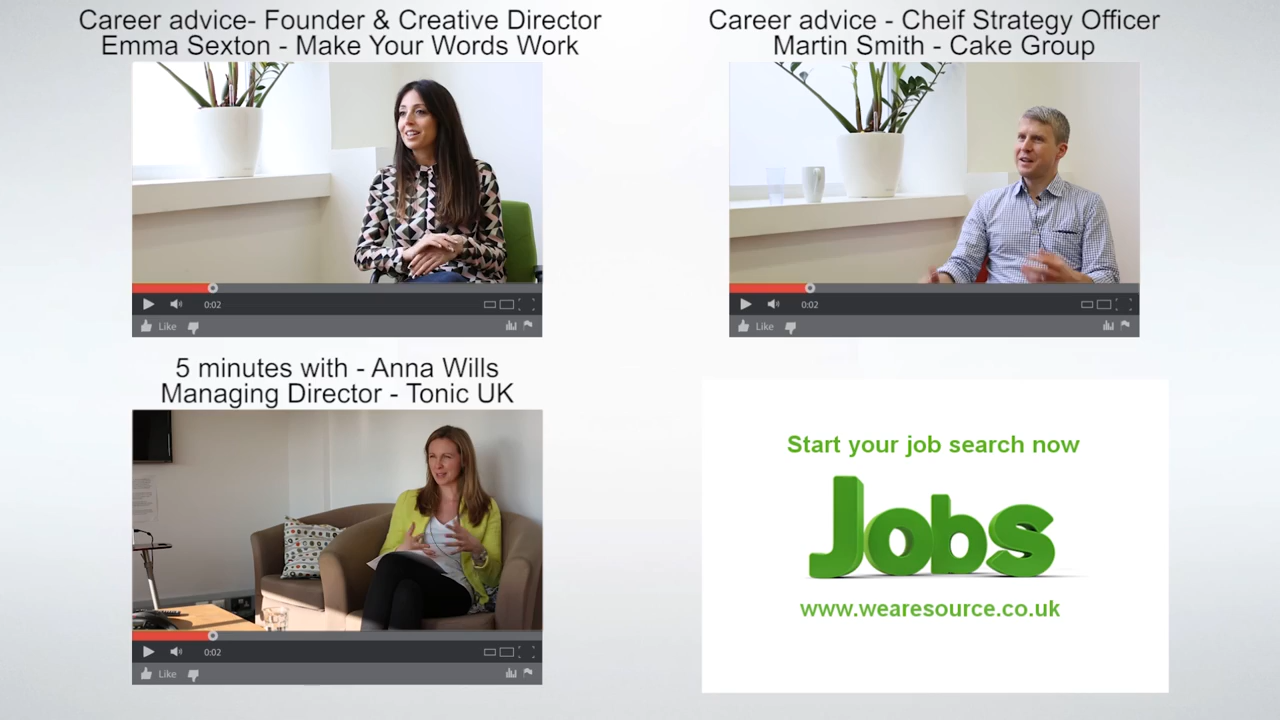 Career advice- Founder & Creative Director
Emma Sexton - Make Your Words Work
Career advice - Cheif Strategy Officer
Martin Smith - Cake Group
0:02
Like
0:02
Like
5 minutes with - Anna Wills
Managing Director - Tonic UK
0:02
Like
Start your job search now
Jobs
www.wearesource.co.uk